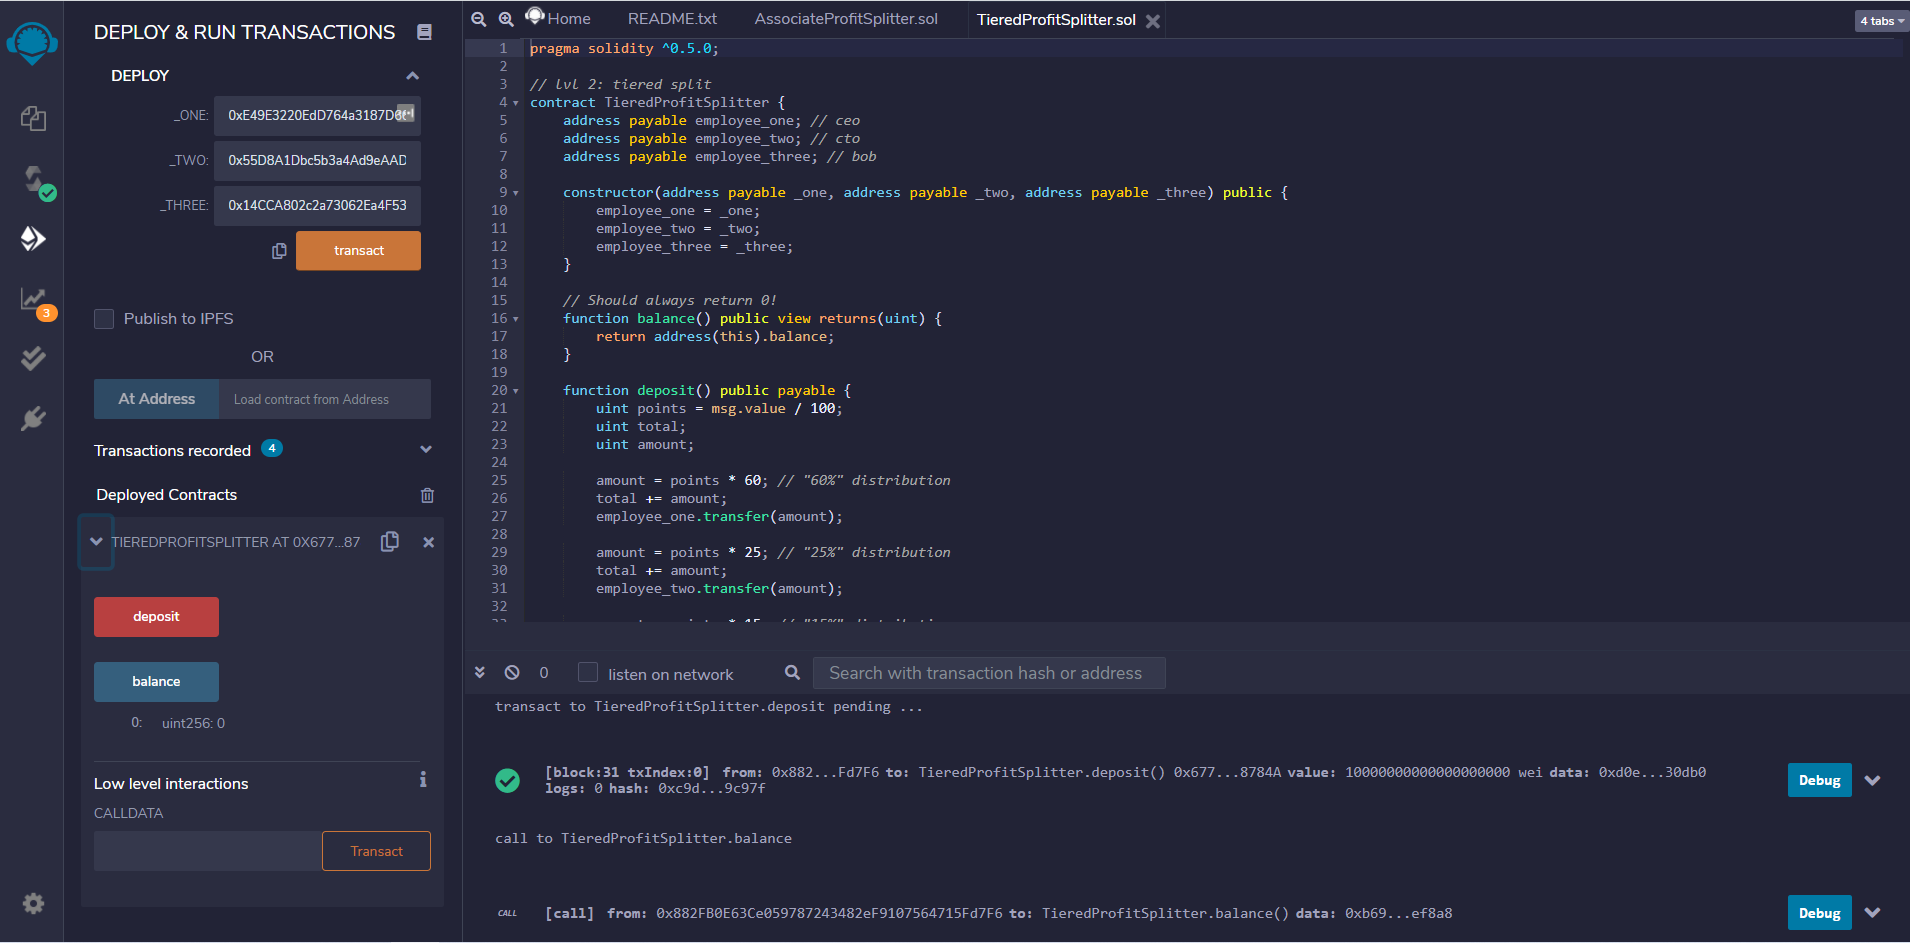 DEPLOY & RUN TRANSACTIONS
DEPLOY
_ONE: 0xE49E3220EdD764a3187D0
_TWO: 0x55D8A1Dbc5b3a4Ad9eAAD
_THREE: 0x14CCA802c2a73062Ea4F53
transact
Publish to IPFS
OR
At Address Load contract from Address
Transactions recorded 4
Deployed Contracts
TIEREDPROFITSPLITTER AT 0X677...87
deposit
balance
0: uint256: 0
Low level interactions
CALLDATA
Transact
3
Home README.txt AssociateProfitSplitter.sol TieredProfitSplitter.sol 4 tabs
1 pragma solidity ^0.5.0;
2
3 // lvl 2: tiered split
4 contract TieredProfitSplitter {
5 address payable employee_one; // ceo
6 address payable employee_two; // cto
7 address payable employee_three; // bob
8
9 constructor(address payable _one, address payable _two, address payable _three) public {
10 employee_one = _one;
11 employee_two = _two;
12 employee_three = _three;
13 }
14
15 // Should always return 0!
16 function balance() public view returns(uint) {
17 return address(this).balance;
18 }
19
20 function deposit() public payable {
21 uint points = msg.value / 100;
22 uint total;
23 uint amount;
24
25 amount = points * 60; // "60%" distribution
26 total += amount;
27 employee_one.transfer(amount);
28
29 amount = points * 25; // "25%" distribution
30 total += amount;
31 employee_two.transfer(amount);
32
0 listen on network Search with transaction hash or address
transact to TieredProfitSplitter.deposit pending ...
[block:31 txIndex:0] from: 0x882...Fd7F6 to: TieredProfitSplitter.deposit() 0x677...8784A value: 10000000000000000000 wei data: 0xd0e...30db0
logs: 0 hash: 0xc9d...9c97f
Debug
call to TieredProfitSplitter.balance
CALL [call] from: 0x882FB0E63Ce059787243482eF9107564715Fd7F6 to: TieredProfitSplitter.balance() data: 0xb69...ef8a8
Debug